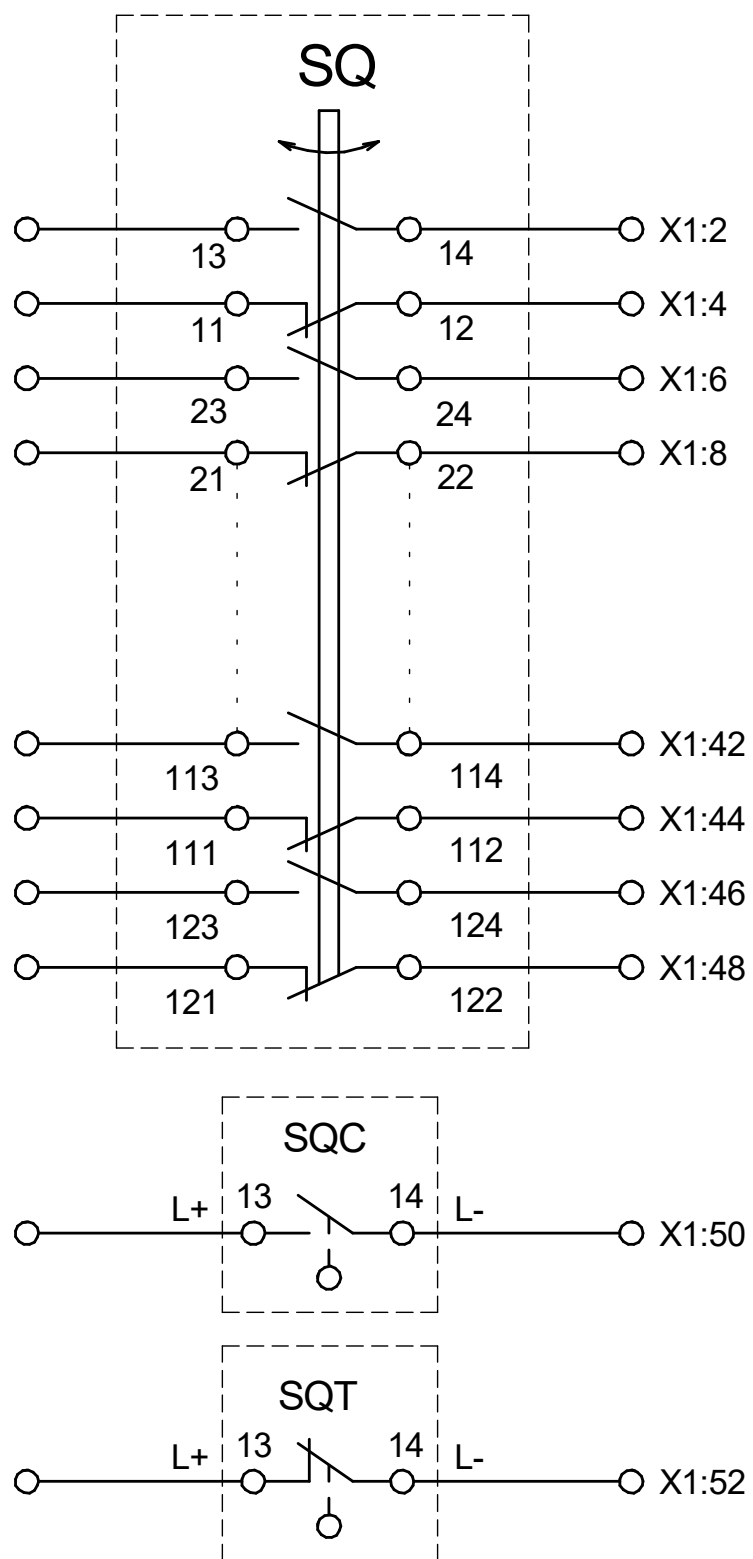 SQ
13 14 X1:2
11 12 X1:4
23 24 X1:6
21 22 X1:8
113 114 X1:42
111 112 X1:44
123 124 X1:46
121 122 X1:48
SQC
L+ 13 14 L- X1:50
SQT
L+ 13 14 L- X1:52